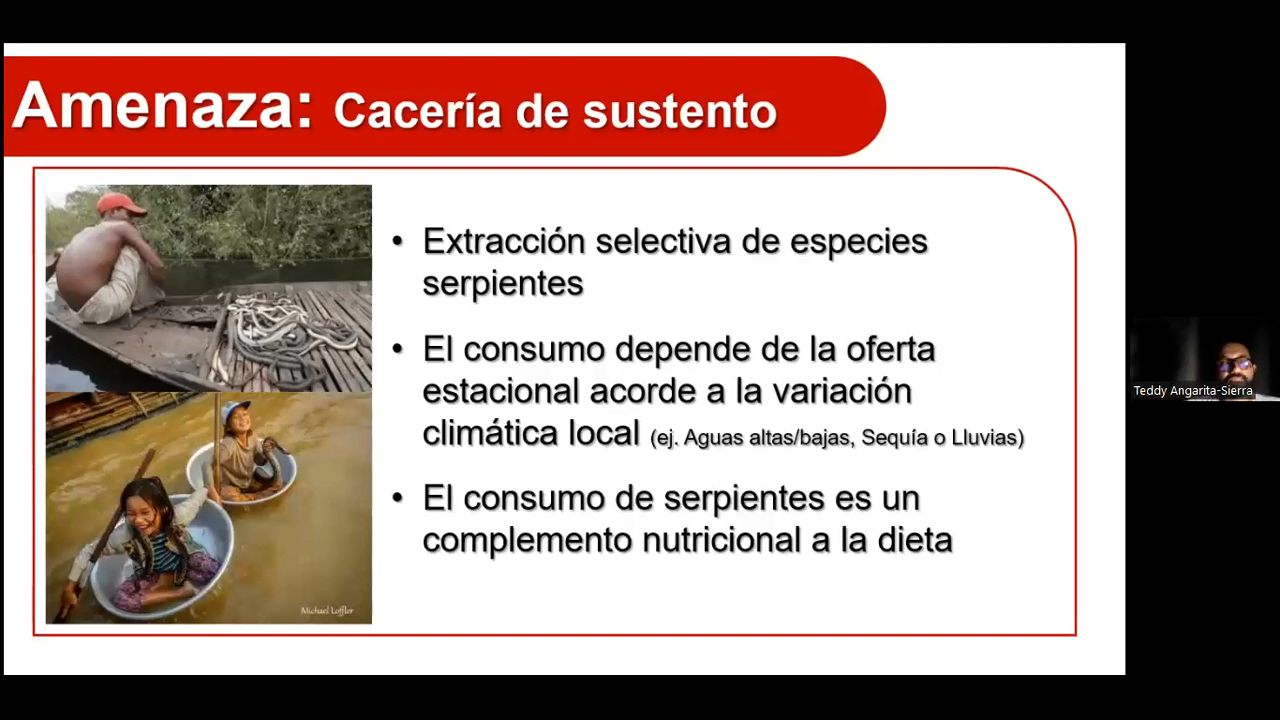 Amenaza: Cacería de sustento
• Extracción selectiva de especies
serpientes
• El consumo depende de la oferta
estacional acorde a la variación
climática local (ej. Aguas altas/bajas, Sequía o Lluvias)
• El consumo de serpientes es un
complemento nutricional a la dieta
Michael Loffler
Teddy Angarita-Sierra